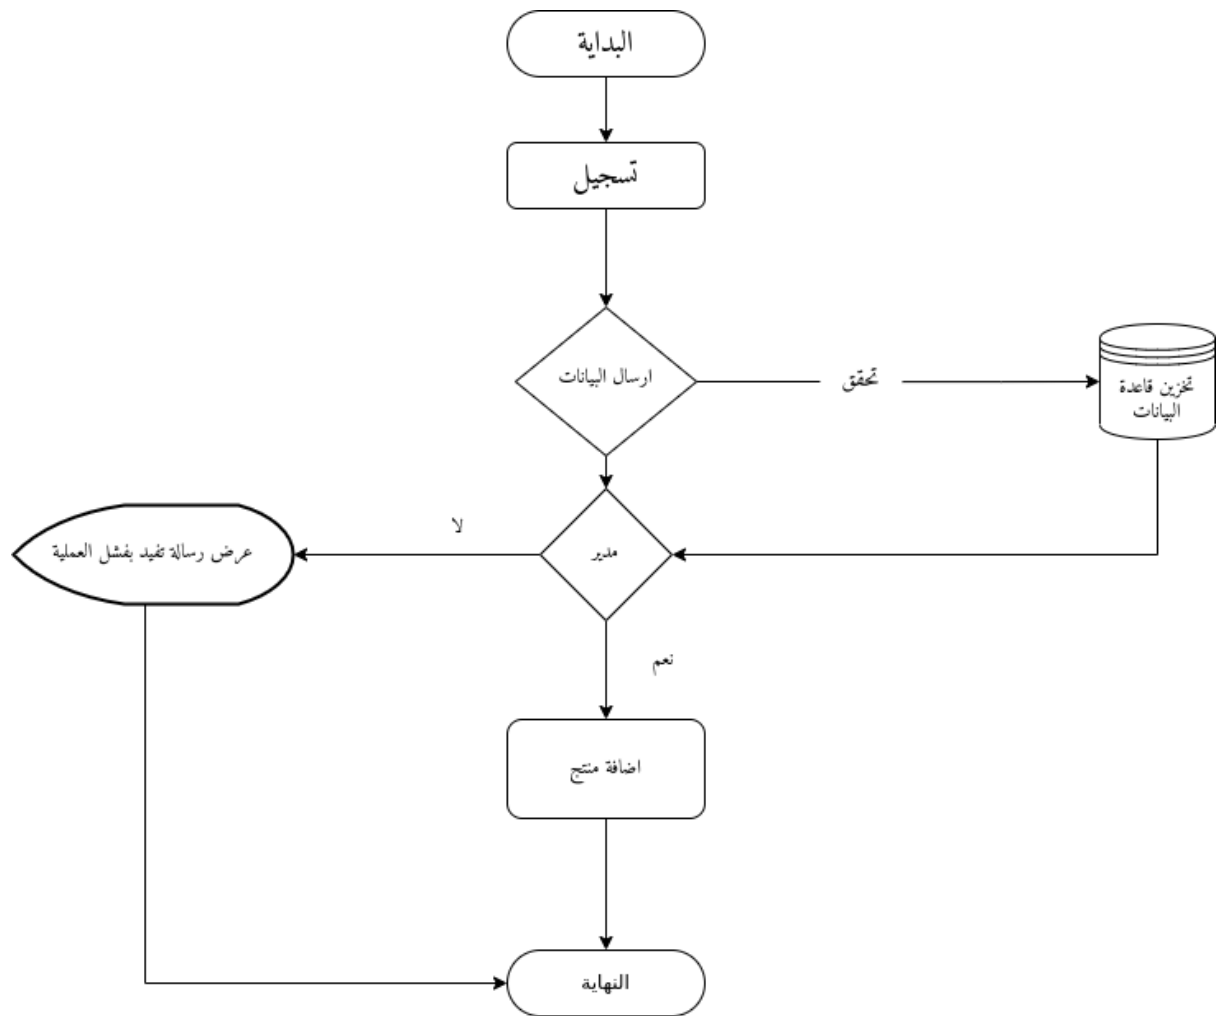 البداية
تسجيل
ارسال البيانات
تحقق
تخزين قاعدة
البيانات
مدير
لا
عرض رسالة تفيد بفشل العملية
نعم
اضافة منتج
النهاية